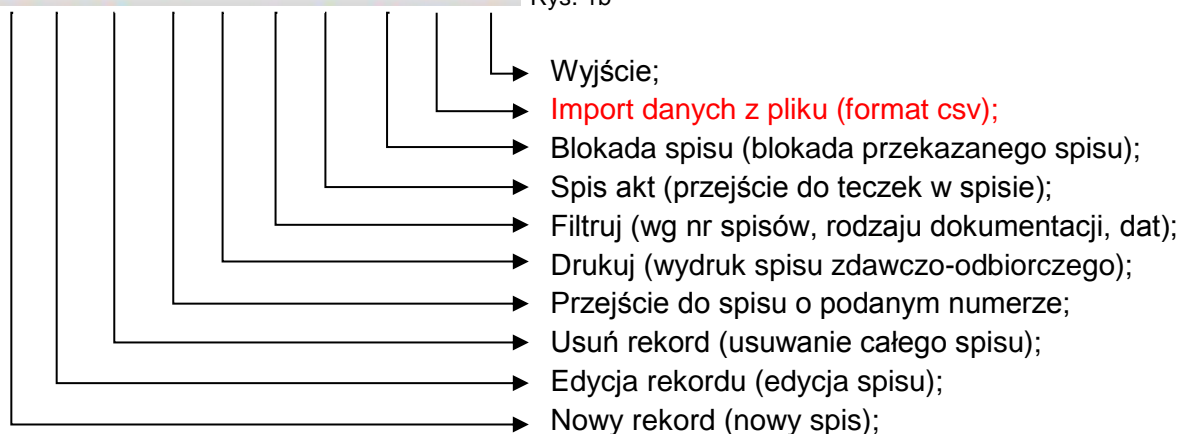 Rys. 1b
Wyjście;
Import danych z pliku (format csv);
Blokada spisu (blokada przekazanego spisu);
Spis akt (przejście do teczek w spisie);
Filtruj (wg nr spisów, rodzaju dokumentacji, dat);
Drukuj (wydruk spisu zdawczo-odbiorczego);
Przejście do spisu o podanym numerze;
Usuń rekord (usuwanie całego spisu);
Edycja rekordu (edycja spisu);
Nowy rekord (nowy spis);